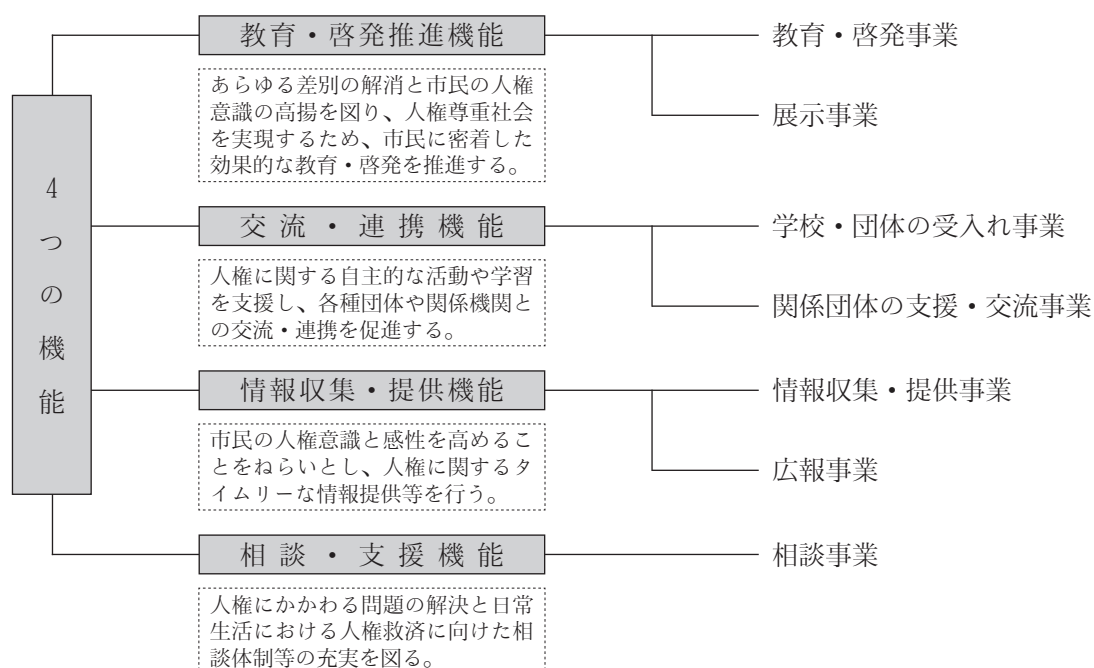 4つの機能
教育・啓発推進機能
あらゆる差別の解消と市民の人権
意識の高揚を図り、人権尊重社会
を実現するため、市民に密着した
効果的な教育・啓発を推進する。
教育・啓発事業
展示事業
交流・連携機能
人権に関する自主的な活動や学習
を支援し、各種団体や関係機関と
の交流・連携を促進する。
学校・団体の受入れ事業
関係団体の支援・交流事業
情報収集・提供機能
市民の人権意識と感性を高めるこ
とをねらいとし、人権に関するタ
イムリーな情報提供等を行う。
情報収集・提供事業
広報事業
相談・支援機能
人権にかかわる問題の解決と日常
生活における人権救済に向けた相
談体制等の充実を図る。
相談事業